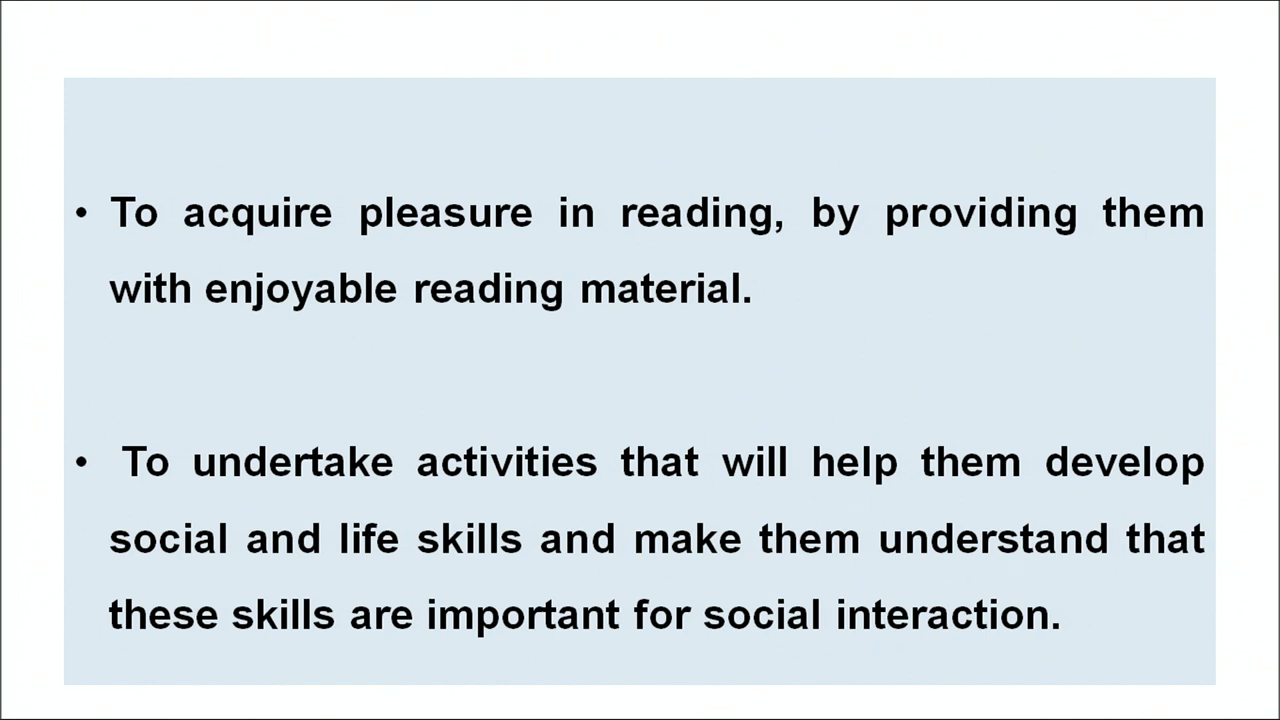 • To acquire pleasure in reading, by providing them
with enjoyable reading material.
• To undertake activities that will help them develop
social and life skills and make them understand that
these skills are important for social interaction.